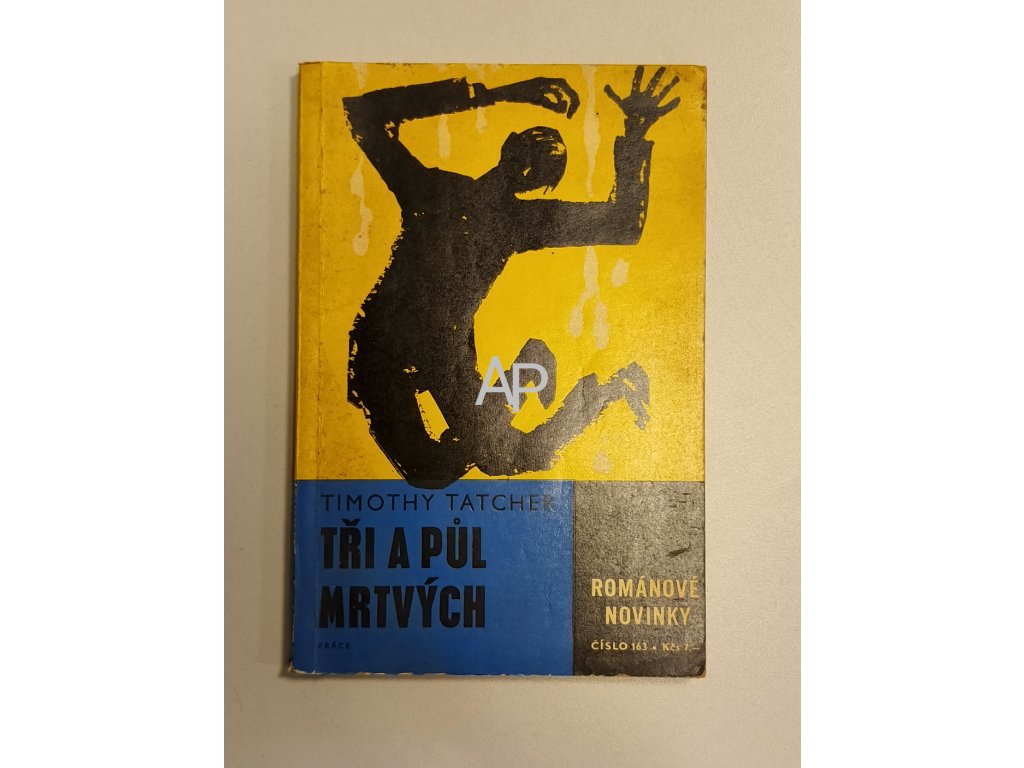 AP
TIMOTHY TATCHER
TŘI A PŮL
MRTVÝCH
PRÁCE
ROMÁNOVÉ
NOVINKY
ČÍSLO 163 • Kčs 7,—